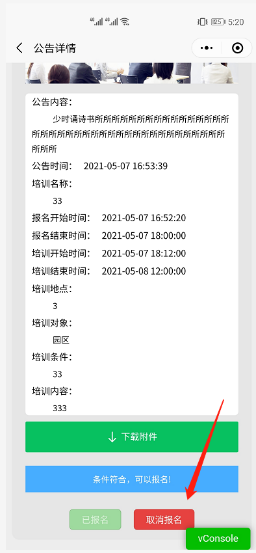 5:20
公告详情
公告内容：
少时诵诗书所所所所所所所所所所所所所所所
所所所所所所所所所所所所所所所所所所所所所所
所所所
公告时间： 2021-05-07 16:53:39
培训名称：
33
报名开始时间： 2021-05-07 16:52:20
报名结束时间： 2021-05-07 18:00:00
培训开始时间： 2021-05-07 18:12:00
培训结束时间： 2021-05-08 12:00:00
培训地点：
3
培训对象：
园区
培训条件：
33
培训内容：
333
下载附件
条件符合，可以报名!
已报名 取消报名
vConsole